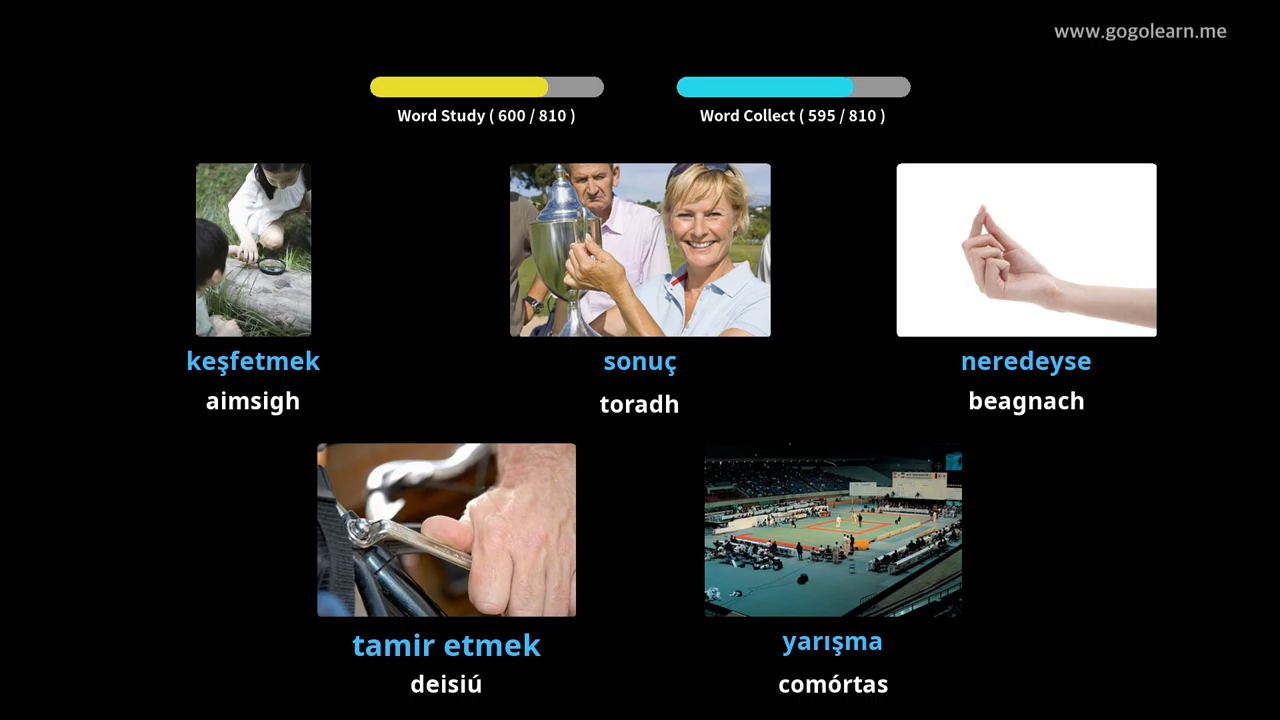 www.gogolearn.me
Word Study ( 600 / 810 )
Word Collect ( 595 / 810 )
keşfetmek
aimsigh
sonuç
toradh
neredeyse
beagnach
tamir etmek
deisiú
yarışma
comórtas